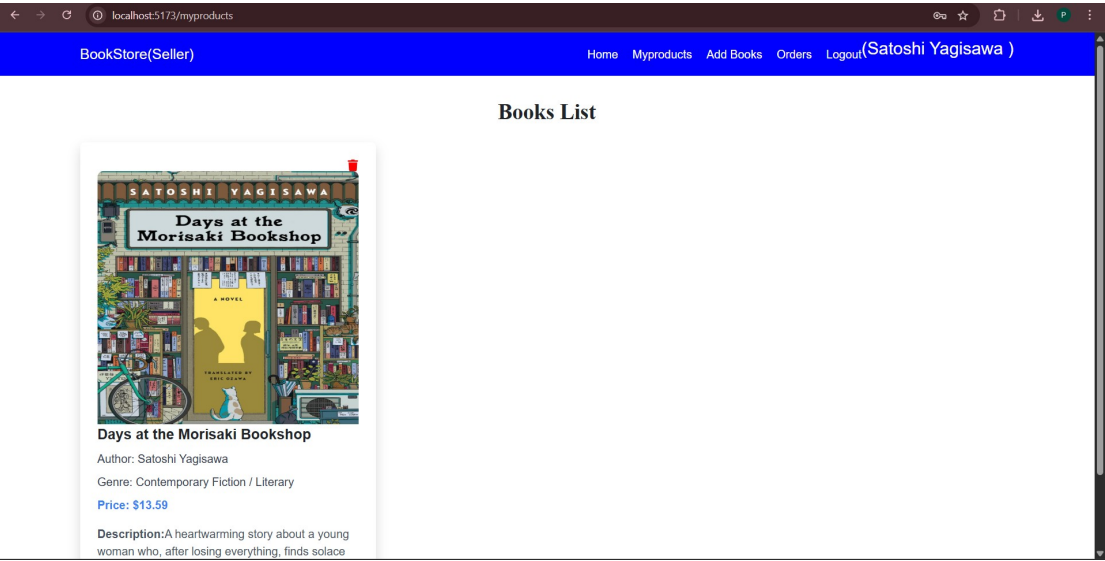 localhost:5173/myproducts
P
BookStore(Seller)
Home Myproducts Add Books Orders Logout(Satoshi Yagisawa )
Books List
SATOSHI YAGISAWA
Days at the
Morisaki Bookshop
A NOVEL
TRANSLATED BY
ERIC OZAWA
Days at the Morisaki Bookshop
Author: Satoshi Yagisawa
Genre: Contemporary Fiction / Literary
Price: $13.59
Description:A heartwarming story about a young
woman who, after losing everything, finds solace